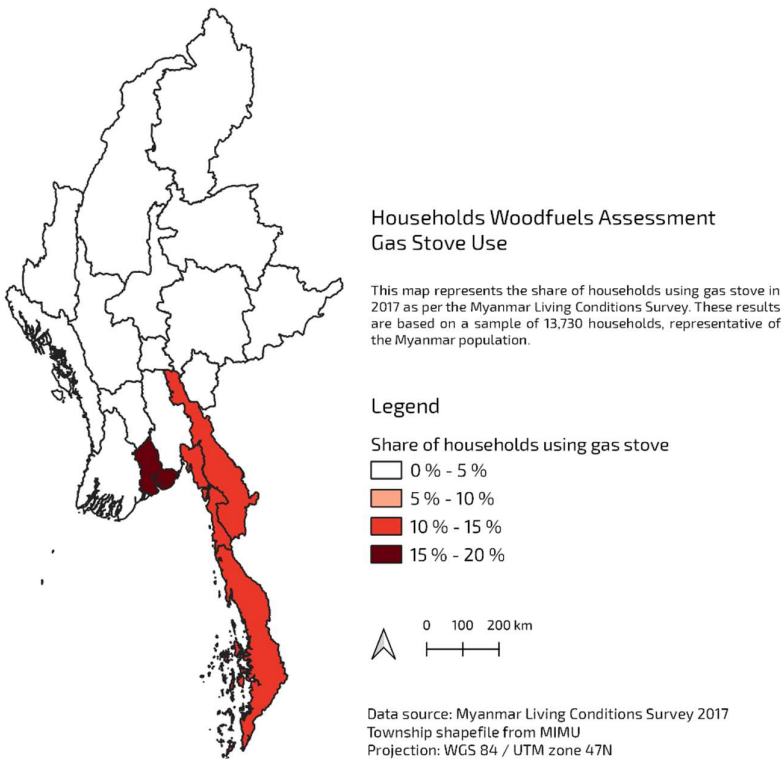 Households Woodfuels Assessment
Gas Stove Use
This map represents the share of households using gas stove in
2017 as per the Myanmar Living Conditions Survey. These results
are based on a sample of 13,730 households, representative of
the Myanmar population.
Legend
Share of households using gas stove
0 % - 5 %
5 % - 10 %
10 % - 15 %
15 % - 20 %
0 100 200 km
Data source: Myanmar Living Conditions Survey 2017
Township shapefile from MIMU
Projection: WGS 84 / UTM zone 47N